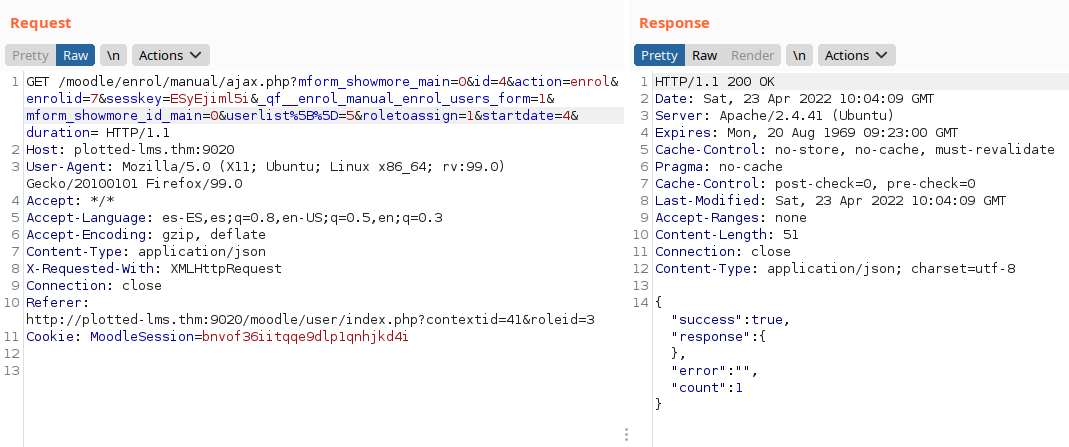 Request
Pretty Raw \n Actions
1 GET /moodle/enrol/manual/ajax.php?mform_showmore_main=0&id=4&action=enrol&
enrolid=7&sesskey=ESyEjiml5i&_qf__enrol_manual_enrol_users_form=1&
mform_showmore_id_main=0&userlist%5B%5D=5&roletoassign=1&startdate=4&
duration= HTTP/1.1
2 Host: plotted-lms.thm:9020
3 User-Agent: Mozilla/5.0 (X11; Ubuntu; Linux x86_64; rv:99.0)
Gecko/20100101 Firefox/99.0
4 Accept: */*
5 Accept-Language: es-ES,es;q=0.8,en-US;q=0.5,en;q=0.3
6 Accept-Encoding: gzip, deflate
7 Content-Type: application/json
8 X-Requested-With: XMLHttpRequest
9 Connection: close
10 Referer:
http://plotted-lms.thm:9020/moodle/user/index.php?contextid=41&roleid=3
11 Cookie: MoodleSession=bnvof36iitqqe9dlp1qnhjkd4i
12
13
Response
Pretty Raw Render \n Actions
1 HTTP/1.1 200 OK
2 Date: Sat, 23 Apr 2022 10:04:09 GMT
3 Server: Apache/2.4.41 (Ubuntu)
4 Expires: Mon, 20 Aug 1969 09:23:00 GMT
5 Cache-Control: no-store, no-cache, must-revalidate
6 Pragma: no-cache
7 Cache-Control: post-check=0, pre-check=0
8 Last-Modified: Sat, 23 Apr 2022 10:04:09 GMT
9 Accept-Ranges: none
10 Content-Length: 51
11 Connection: close
12 Content-Type: application/json; charset=utf-8
13
14 {
"success":true,
"response":{
},
"error":"",
"count":1
}